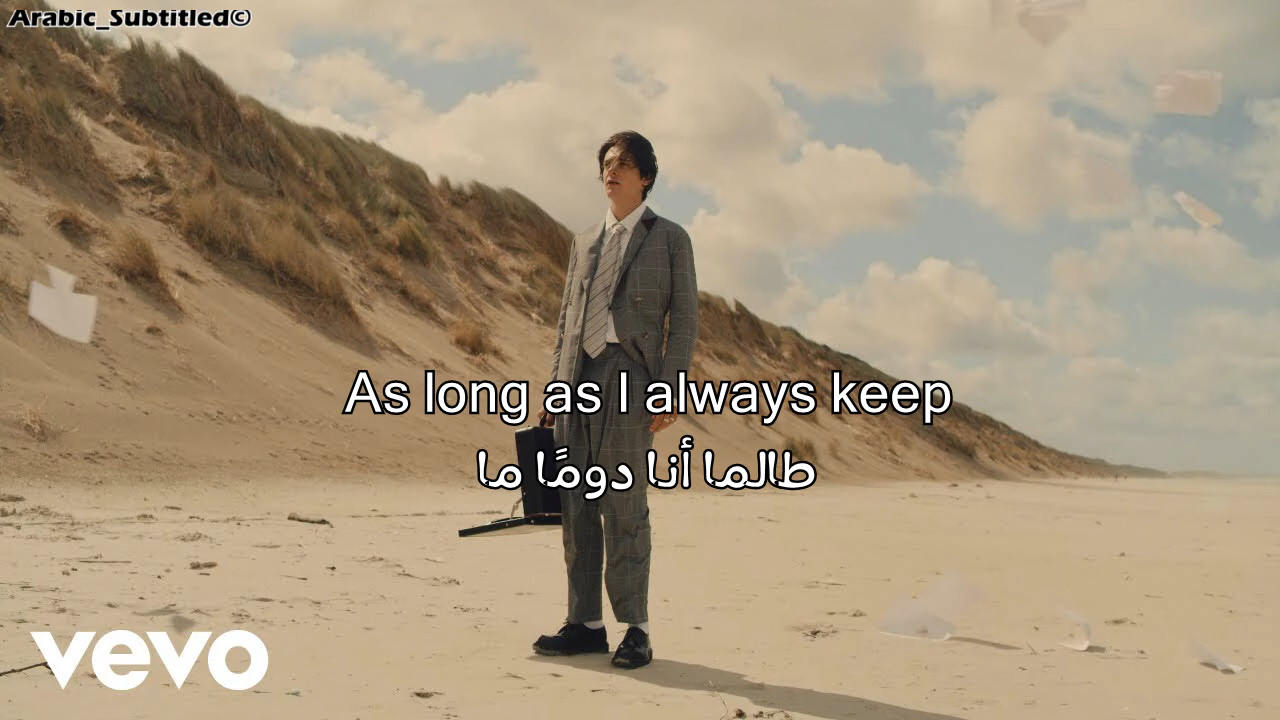 Arabic_Subtitled©
As long as I always keep
طالما أنا دومًا ما
vevo